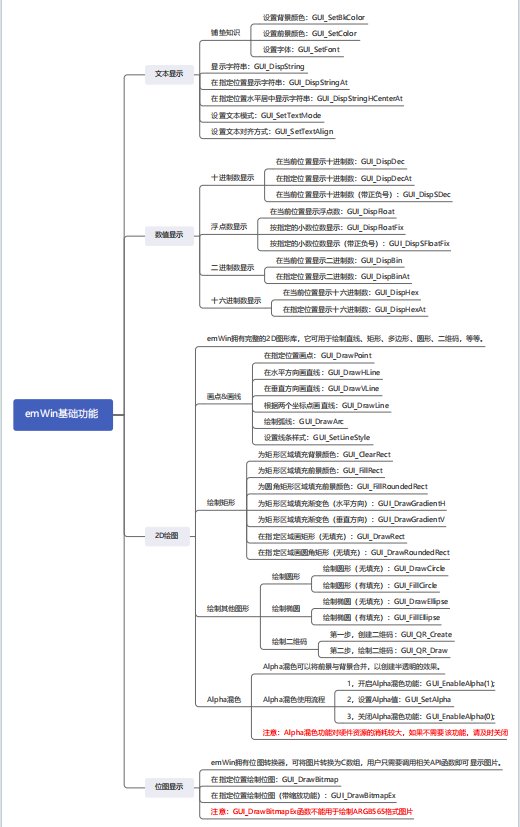 emWin基础功能
文本显示
铺垫知识
设置背景颜色：GUI_SetBkColor
设置前景颜色：GUI_SetColor
设置字体：GUI_SetFont
显示字符串：GUI_DispString
在指定位置显示字符串：GUI_DispStringAt
在指定位置水平居中显示字符串：GUI_DispStringHCenterAt
设置文本模式：GUI_SetTextMode
设置文本对齐方式：GUI_SetTextAlign
数值显示
十进制数显示
在当前位置显示十进制数：GUI_DispDec
在指定位置显示十进制数：GUI_DispDecAt
在当前位置显示十进制数（带正负号）：GUI_DispSDec
浮点数显示
在当前位置显示浮点数：GUI_DispFloat
按指定的小数位数显示：GUI_DispFloatFix
按指定的小数位数显示（带正负号）：GUI_DispSFloatFix
二进制数显示
在当前位置显示二进制数：GUI_DispBin
在指定位置显示二进制数：GUI_DispBinAt
十六进制数显示
在当前位置显示十六进制数：GUI_DispHex
在指定位置显示十六进制数：GUI_DispHexAt
2D绘图
emWin拥有完整的2D图形库，它可用于绘制直线、矩形、多边形、圆形、二维码，等等。
画点&画线
在指定位置画点：GUI_DrawPoint
在水平方向画直线：GUI_DrawHLine
在垂直方向画直线：GUI_DrawVLine
根据两个坐标点画直线：GUI_DrawLine
绘制弧线：GUI_DrawArc
设置线条样式：GUI_SetLineStyle
绘制矩形
为矩形区域填充背景颜色：GUI_ClearRect
为矩形区域填充前景颜色：GUI_FillRect
为圆角矩形区域填充前景颜色：GUI_FillRoundedRect
为矩形区域填充渐变色（水平方向）：GUI_DrawGradientH
为矩形区域填充渐变色（垂直方向）：GUI_DrawGradientV
在指定区域画矩形（无填充）：GUI_DrawRect
在指定区域画圆角矩形（无填充）：GUI_DrawRoundedRect
绘制其他图形
绘制圆形
绘制圆形（无填充）：GUI_DrawCircle
绘制圆形（有填充）：GUI_FillCircle
绘制椭圆
绘制椭圆（无填充）：GUI_DrawEllipse
绘制椭圆（有填充）：GUI_FillEllipse
绘制二维码
第一步，创建二维码：GUI_QR_Create
第二步，绘制二维码：GUI_QR_Draw
Alpha混色
Alpha混色可以将前景与背景合并，以创建半透明的效果。
Alpha混色使用流程
1，开启Alpha混色功能：GUI_EnableAlpha(1);
2，设置Alpha值：GUI_SetAlpha
3，关闭Alpha混色功能：GUI_EnableAlpha(0);
注意：Alpha混色功能对硬件资源的消耗较大，如果不需要该功能，请及时关闭
位图显示
emWin拥有位图转换器，可将图片转换为C数组，用户只需要调用相关API函数即可显示图片。
在指定位置绘制位图：GUI_DrawBitmap
在指定位置绘制位图（带缩放功能）：GUI_DrawBitmapEx
注意：GUI_DrawBitmapEx函数不能用于绘制ARGB565格式图片